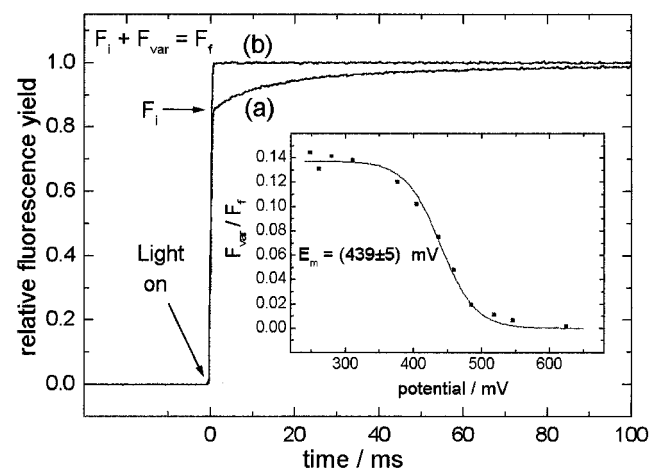 F_i + F_var = F_f
(b)
(a)
F_i
Light
on
relative fluorescence yield
1.0
0.8
0.6
0.4
0.2
0.0
0 20 40 60 80 100
time / ms
F_var / F_f
0.14
0.12
0.10
0.08
0.06
0.04
0.02
0.00
E_m = (439±5) mV
300 400 500 600
potential / mV